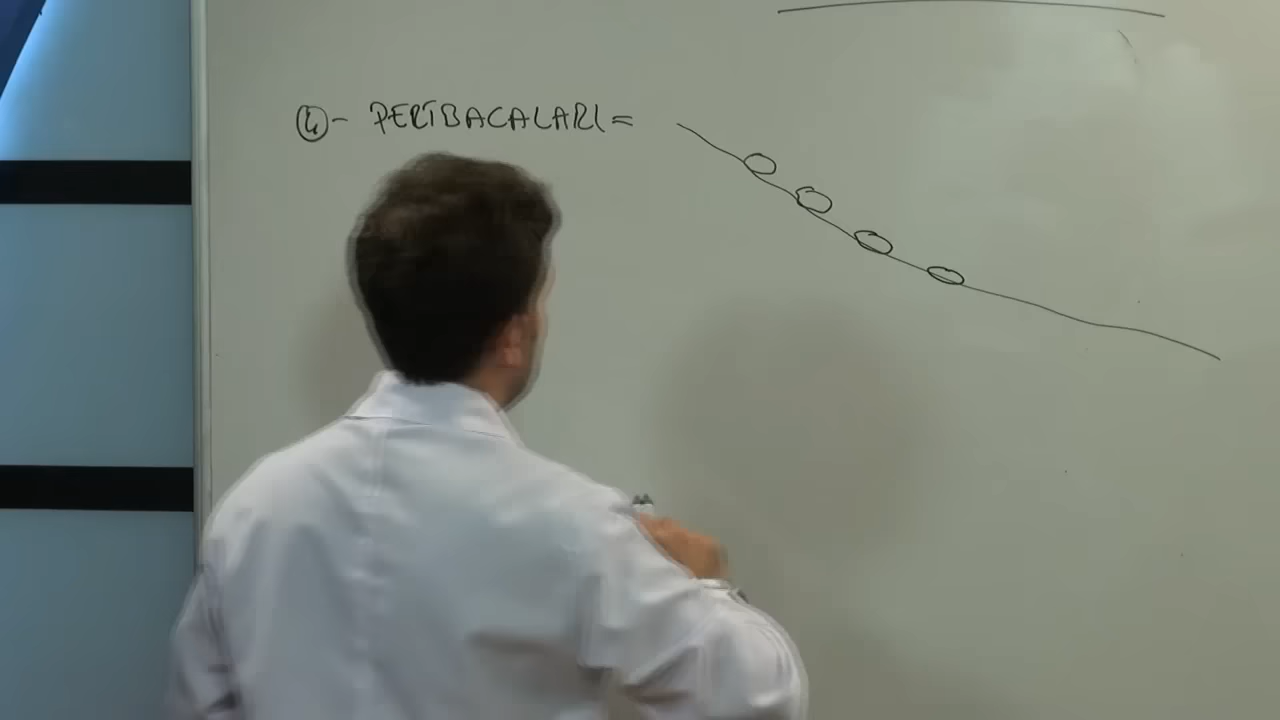 ④- PERİBACALARI =